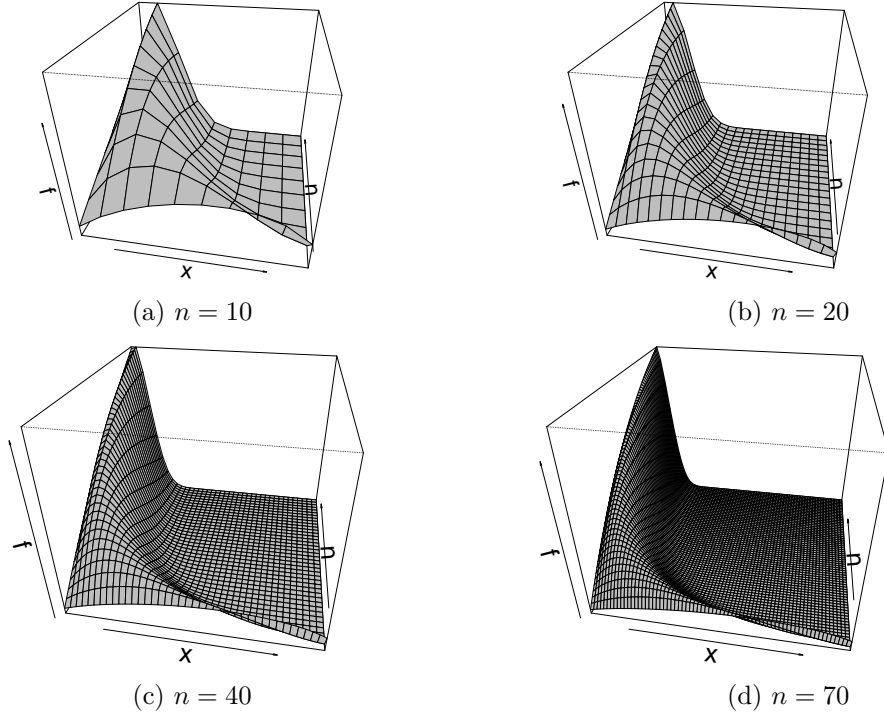 f
u
x
f
u
x
(a) n = 10
(b) n = 20
f
u
x
f
u
x
(c) n = 40
(d) n = 70